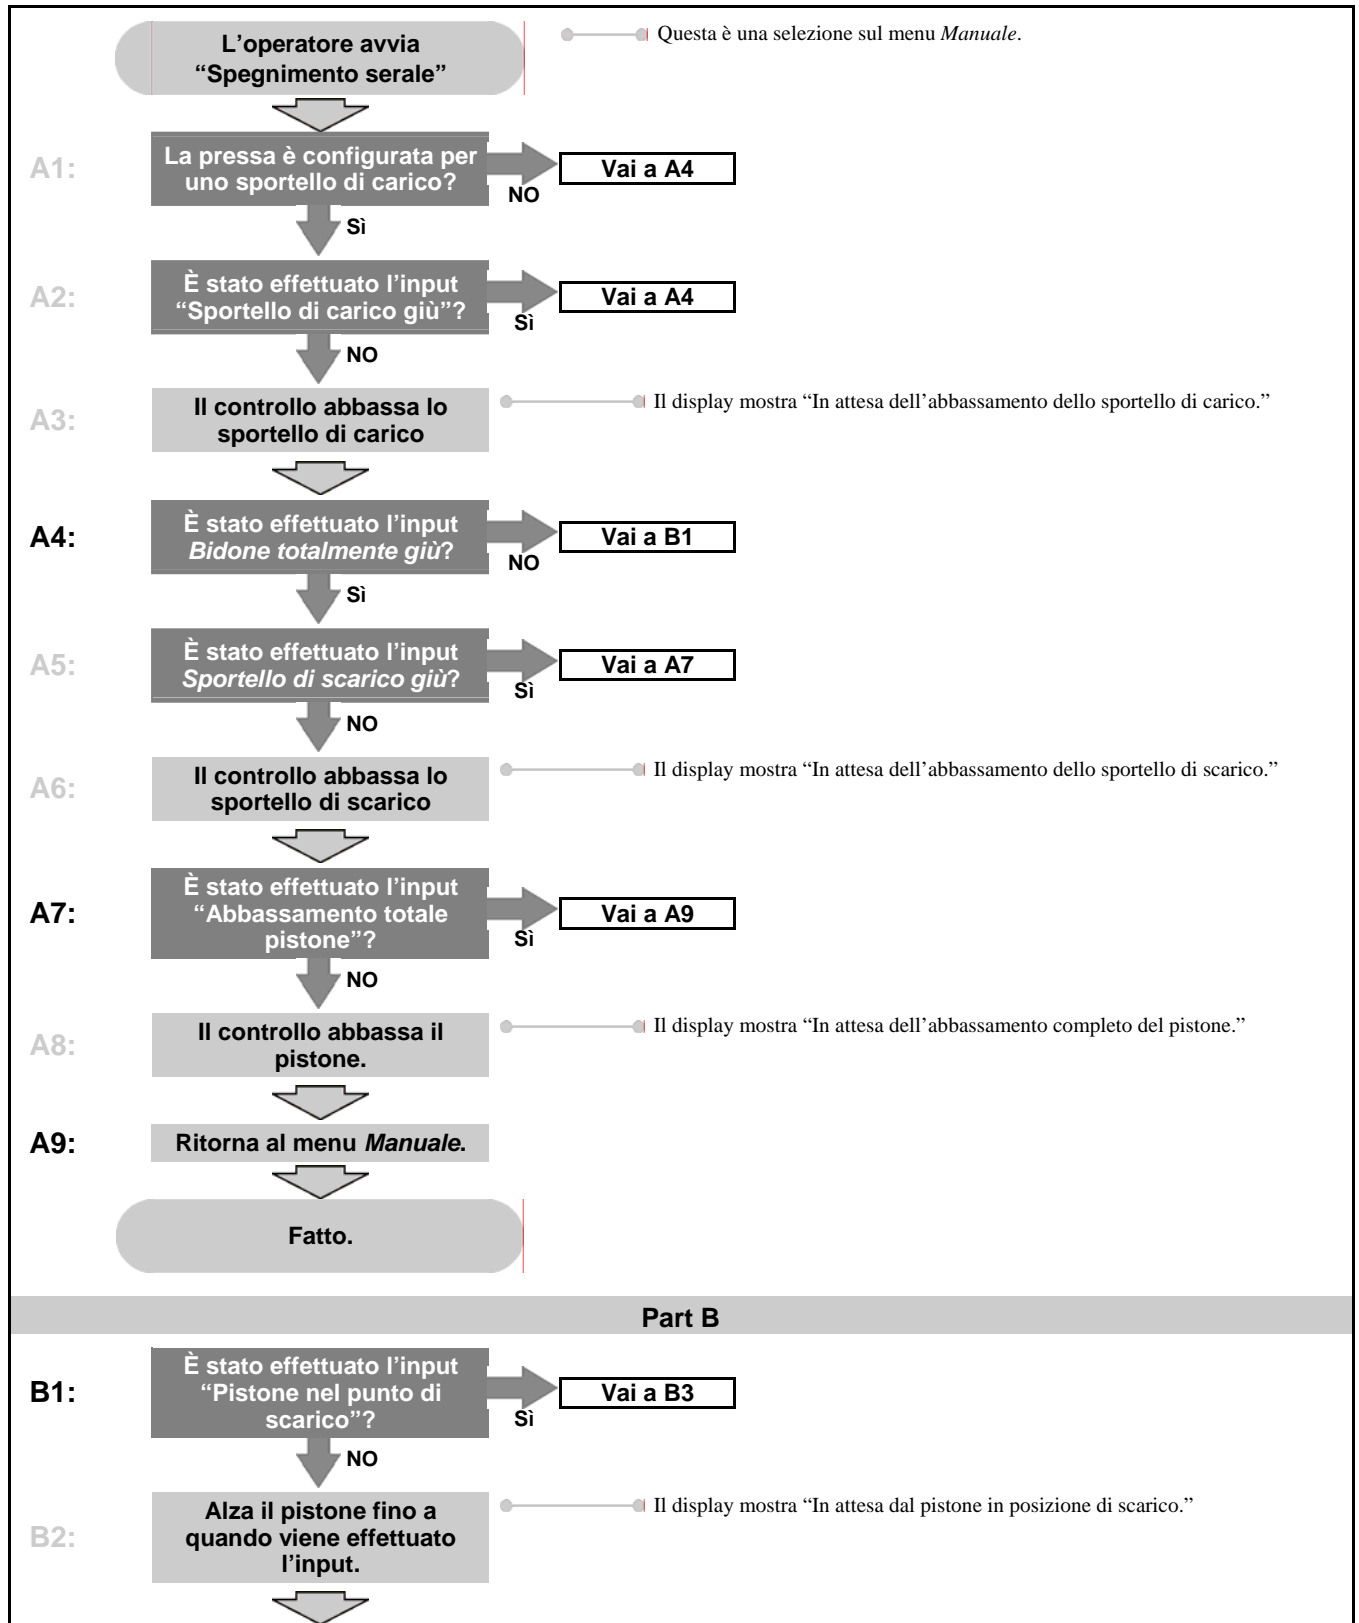 L’operatore avvia
“Spegnimento serale”
Questa è una selezione sul menu Manuale.
A1:
La pressa è configurata per
uno sportello di carico?
NO
Vai a A4
Sì
A2:
È stato effettuato l’input
“Sportello di carico giù”?
Sì
Vai a A4
NO
A3:
Il controllo abbassa lo
sportello di carico
Il display mostra “In attesa dell’abbassamento dello sportello di carico.”
A4:
È stato effettuato l’input
Bidone totalmente giù?
NO
Vai a B1
Sì
A5:
È stato effettuato l’input
Sportello di scarico giù?
Sì
Vai a A7
NO
A6:
Il controllo abbassa lo
sportello di scarico
Il display mostra “In attesa dell’abbassamento dello sportello di scarico.”
A7:
È stato effettuato l’input
“Abbassamento totale
pistone”?
Sì
Vai a A9
NO
A8:
Il controllo abbassa il
pistone.
Il display mostra “In attesa dell’abbassamento completo del pistone.”
A9:
Ritorna al menu Manuale.
Fatto.
Part B
B1:
È stato effettuato l’input
“Pistone nel punto di
scarico”?
Sì
Vai a B3
NO
B2:
Alza il pistone fino a
quando viene effettuato
l’input.
Il display mostra “In attesa dal pistone in posizione di scarico.”